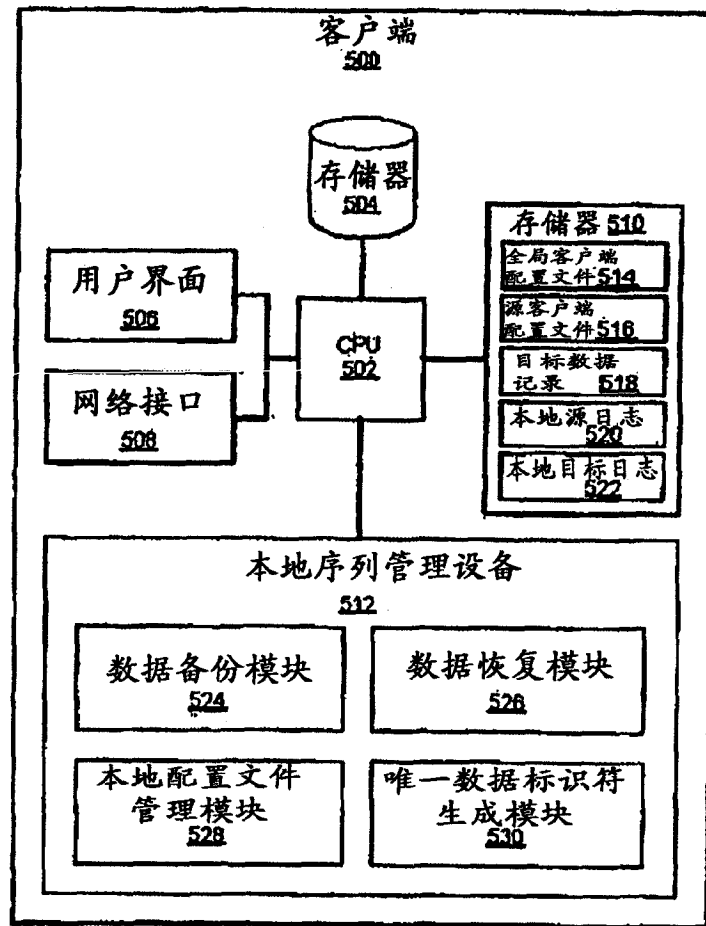 客户端
500
存储器
504
用户界面
506
网络接口
508
CPU
502
存储器 510
全局客户端
配置文件 514
源客户端
配置文件 516
目标数据
记录 518
本地源日志
520
本地目标日志
522
本地序列管理设备
512
数据备份模块
524
数据恢复模块
526
本地配置文件
管理模块
528
唯一数据标识符
生成模块
530